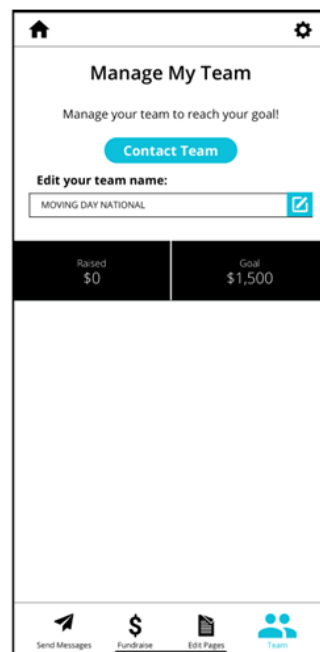 Manage My Team
Manage your team to reach your goal!
Contact Team
Edit your team name:
MOVING DAY NATIONAL
Raised
$0
Goal
$1,500
Send Messages
Fundraise
Edit Pages
Team